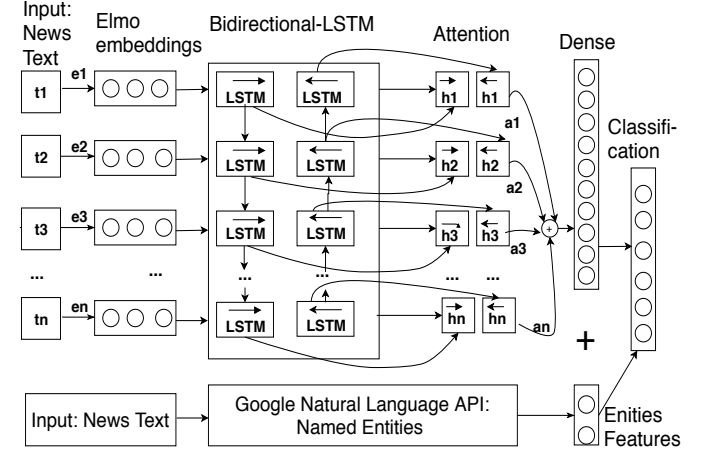 Input:
News
Text
Elmo
embeddings
Bidirectional-LSTM
Attention
Dense
Classifi-
cation
t1 e1 LSTM LSTM h1 h1 a1
t2 e2 LSTM LSTM h2 h2 a2
t3 e3 LSTM LSTM h3 h3 a3
+
... ... ... ... ... ...
tn en LSTM LSTM hn hn an
+
Input: News Text
Google Natural Language API:
Named Entities
Enities
Features